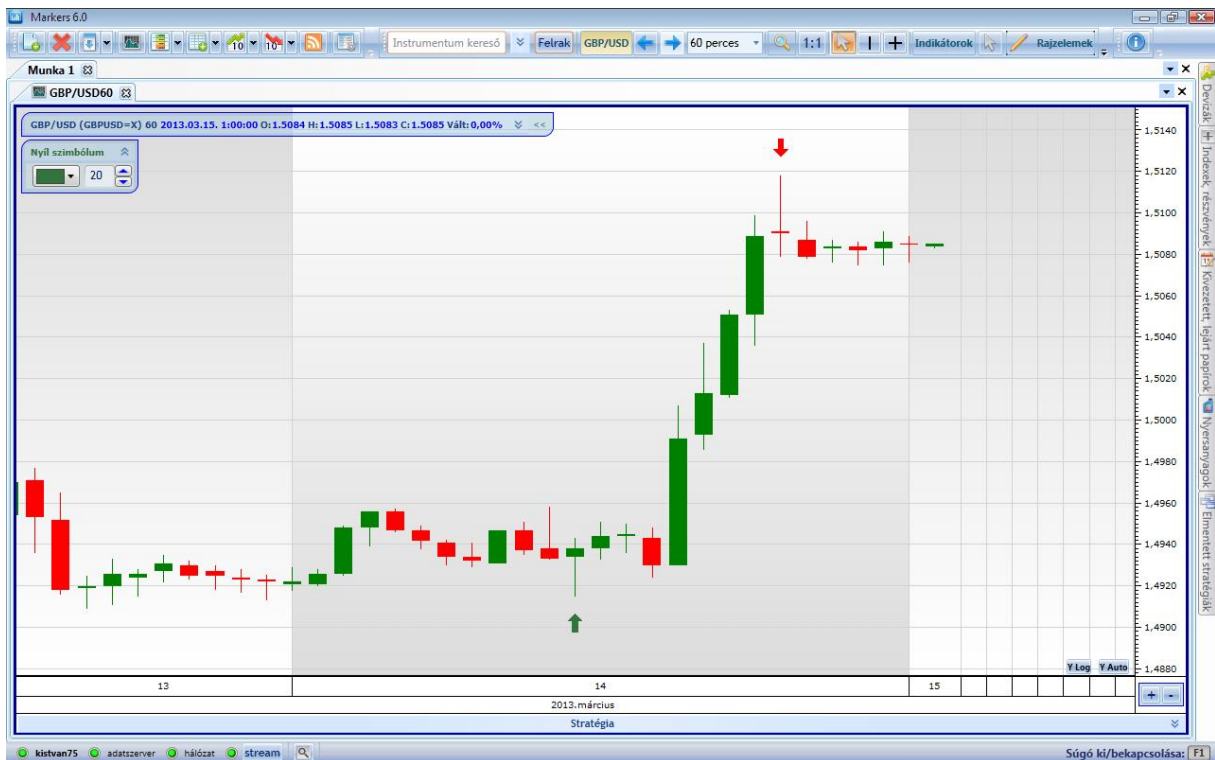 Markers 6.0
10 10 Instrumentum kereső Felrak GBP/USD 60 perces 1:1 Indikátorok Rajzelemek
Munka 1
GBP/USD60
GBP/USD (GBPUSD=X) 60 2013.03.15. 1:00:00 O:1.5084 H:1.5085 L:1.5083 C:1.5085 Vált:0,00% <<
Nyíl szimbólum
20
1,5140
1,5120
1,5100
1,5080
1,5060
1,5040
1,5020
1,5000
1,4980
1,4960
1,4940
1,4920
1,4900
1,4880
Devizák
Indexek, részvények
Kivezetett, lejárt papírok
Nyersanyagok
Elmentett stratégiák
Y Log Y Auto
13 14 15
2013.március
+ -
Stratégia
kistvan75 adatszerver hálózat stream Súgó ki/bekapcsolása: F1